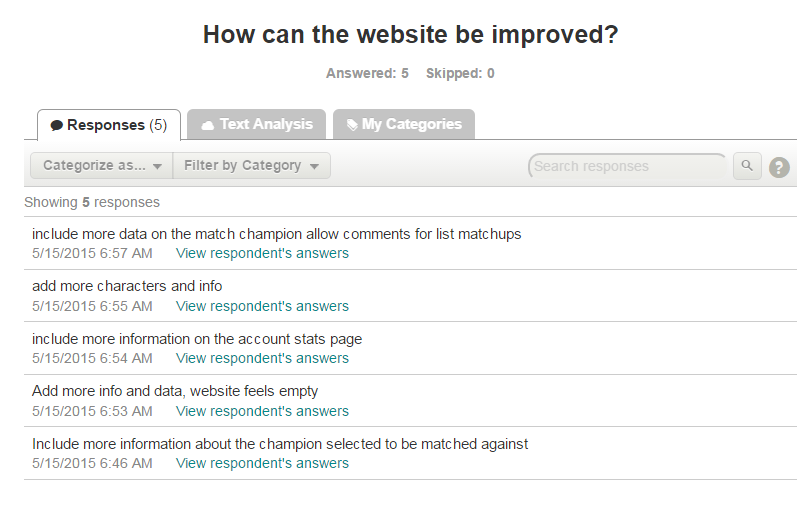 How can the website be improved?
Answered: 5 Skipped: 0
Responses (5) Text Analysis My Categories
Categorize as... Filter by Category Search responses ?
Showing 5 responses
include more data on the match champion allow comments for list matchups
5/15/2015 6:57 AM View respondent's answers
add more characters and info
5/15/2015 6:55 AM View respondent's answers
include more information on the account stats page
5/15/2015 6:54 AM View respondent's answers
Add more info and data, website feels empty
5/15/2015 6:53 AM View respondent's answers
Include more information about the champion selected to be matched against
5/15/2015 6:46 AM View respondent's answers